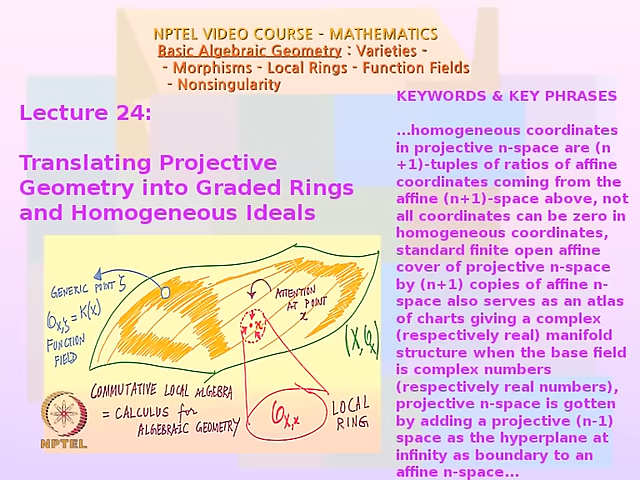 NPTEL VIDEO COURSE - MATHEMATICS
Basic Algebraic Geometry : Varieties -
- Morphisms - Local Rings - Function Fields
- Nonsingularity
Lecture 24:
Translating Projective
Geometry into Graded Rings
and Homogeneous Ideals
GENERIC POINT ξ
O_X,ξ = K(X)
FUNCTION
FIELD
ATTENTION
AT POINT
x
x
(X, O_X)
COMMUTATIVE LOCAL ALGEBRA
= CALCULUS for
ALGEBRAIC GEOMETRY
O_X,x
LOCAL
RING
NPTEL
KEYWORDS & KEY PHRASES
...homogeneous coordinates
in projective n-space are (n
+1)-tuples of ratios of affine
coordinates coming from the
affine (n+1)-space above, not
all coordinates can be zero in
homogeneous coordinates,
standard finite open affine
cover of projective n-space
by (n+1) copies of affine n-
space also serves as an atlas
of charts giving a complex
(respectively real) manifold
structure when the base field
is complex numbers
(respectively real numbers),
projective n-space is gotten
by adding a projective (n-1)
space as the hyperplane at
infinity as boundary to an
affine n-space...